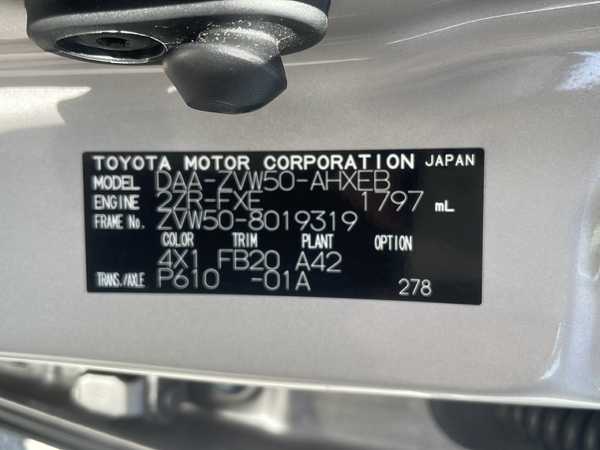 TOYOTA MOTOR CORPORATION JAPAN
MODEL DAA-ZVW50-AHXEB
ENGINE 2ZR-FXE 1797 mL
FRAME No. ZVW50-8019319
COLOR TRIM PLANT OPTION
4X1 FB20 A42
TRANS./AXLE P610 -01A 278